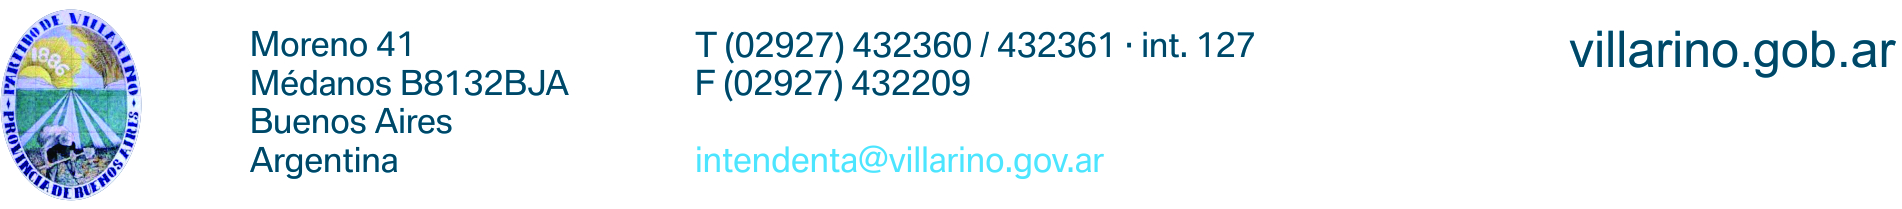 PARTIDO DE VILLARINO
1886
PROVINCIA DE BUENOS AIRES
Moreno 41
Médanos B8132BJA
Buenos Aires
Argentina
T (02927) 432360 / 432361 · int. 127
F (02927) 432209
intendenta@villarino.gov.ar
villarino.gob.ar